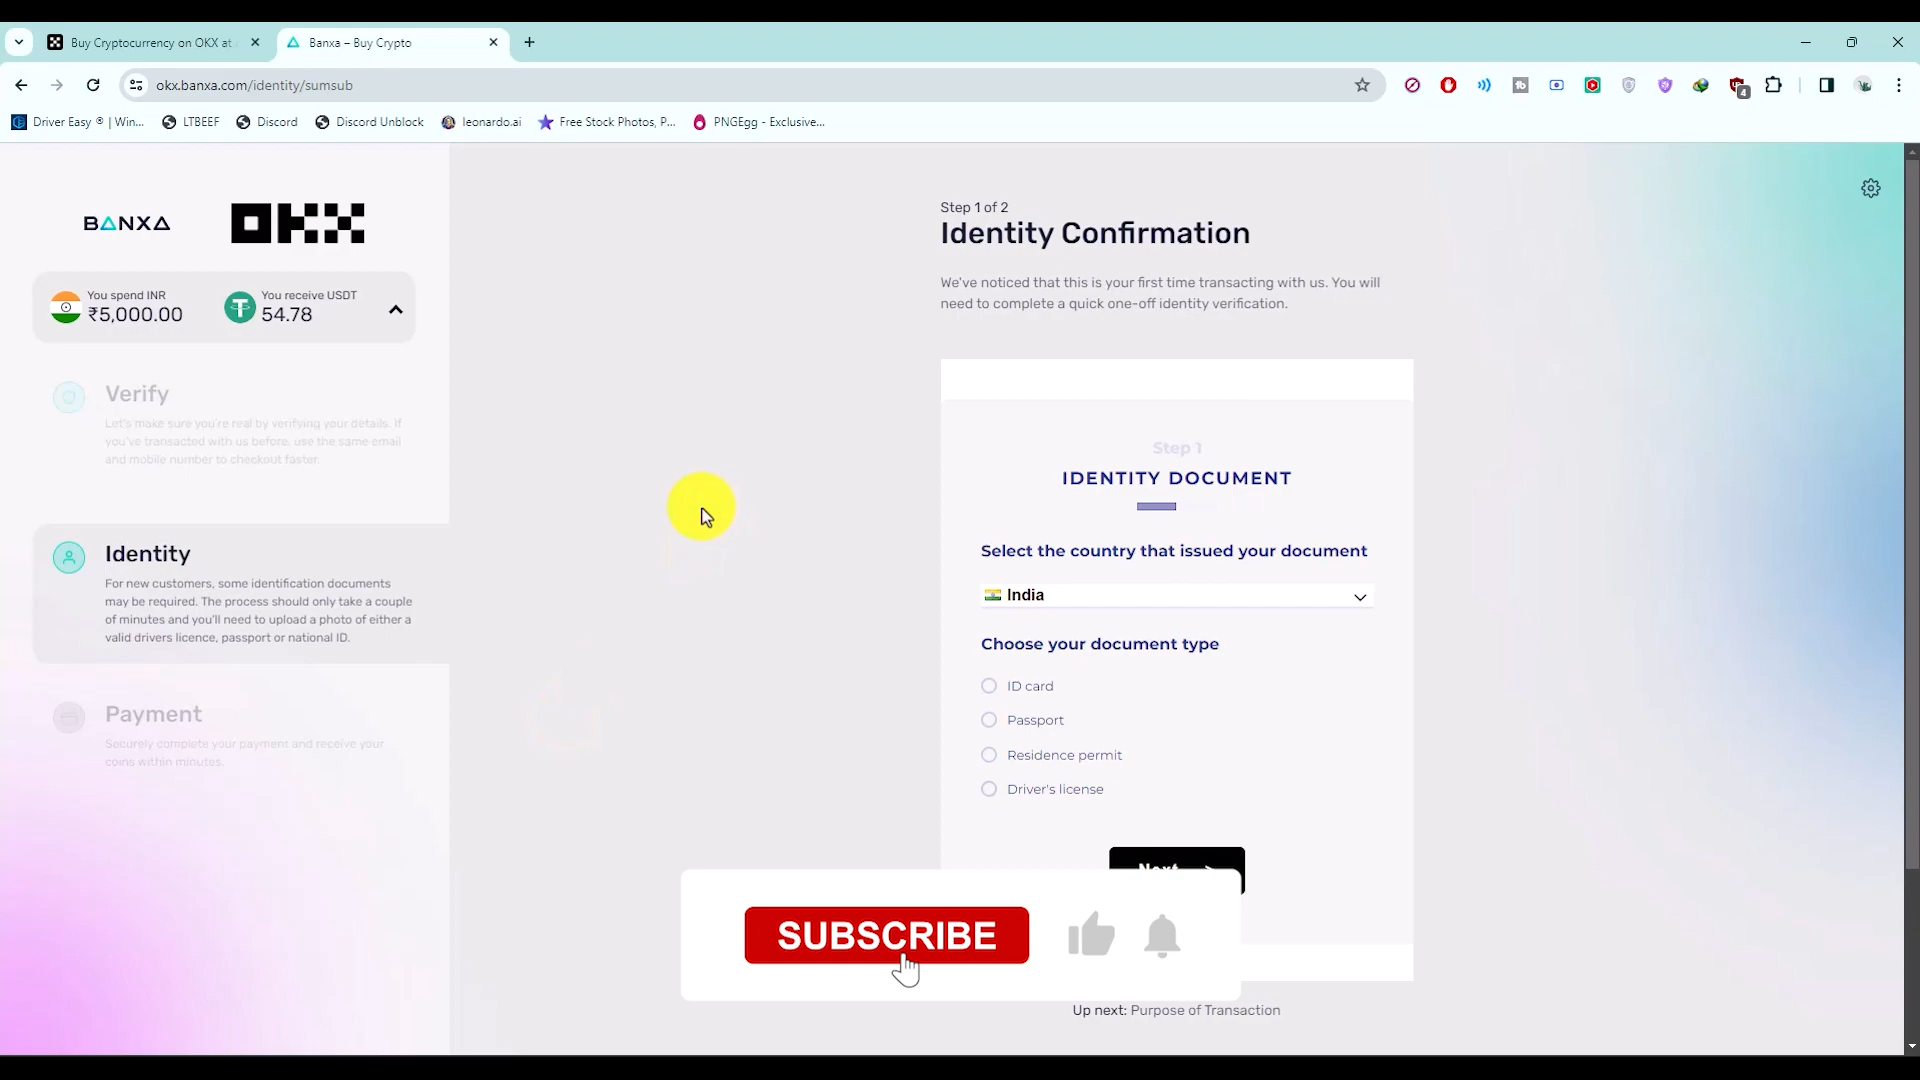 Buy Cryptocurrency on OKX at
Banxa – Buy Crypto
okx.banxa.com/identity/sumsub
4
Driver Easy ® | Win...
LTBEEF
Discord
Discord Unblock
leonardo.ai
Free Stock Photos, P...
PNGEgg - Exclusive...
BANXA
OKX
You spend INR
₹5,000.00
You receive USDT
54.78
Verify
Let's make sure you're real by verifying your details. If
you've transacted with us before, use the same email
and mobile number to checkout faster.
Identity
For new customers, some identification documents
may be required. The process should only take a couple
of minutes and you'll need to upload a photo of either a
valid drivers licence, passport or national ID.
Payment
Securely complete your payment and receive your
coins within minutes.
Step 1 of 2
Identity Confirmation
We've noticed that this is your first time transacting with us. You will
need to complete a quick one-off identity verification.
Step 1
IDENTITY DOCUMENT
Select the country that issued your document
India
Choose your document type
ID card
Passport
Residence permit
Driver's license
Next
SUBSCRIBE
Up next: Purpose of Transaction